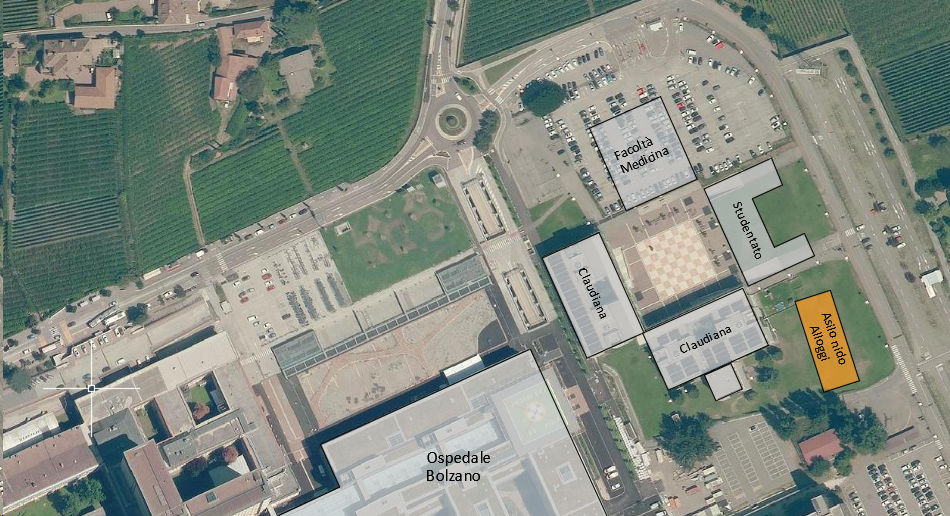 Facoltà
Medicina
Studentato
Claudiana
Claudiana
Asilo nido
Alloggi
Ospedale
Bolzano